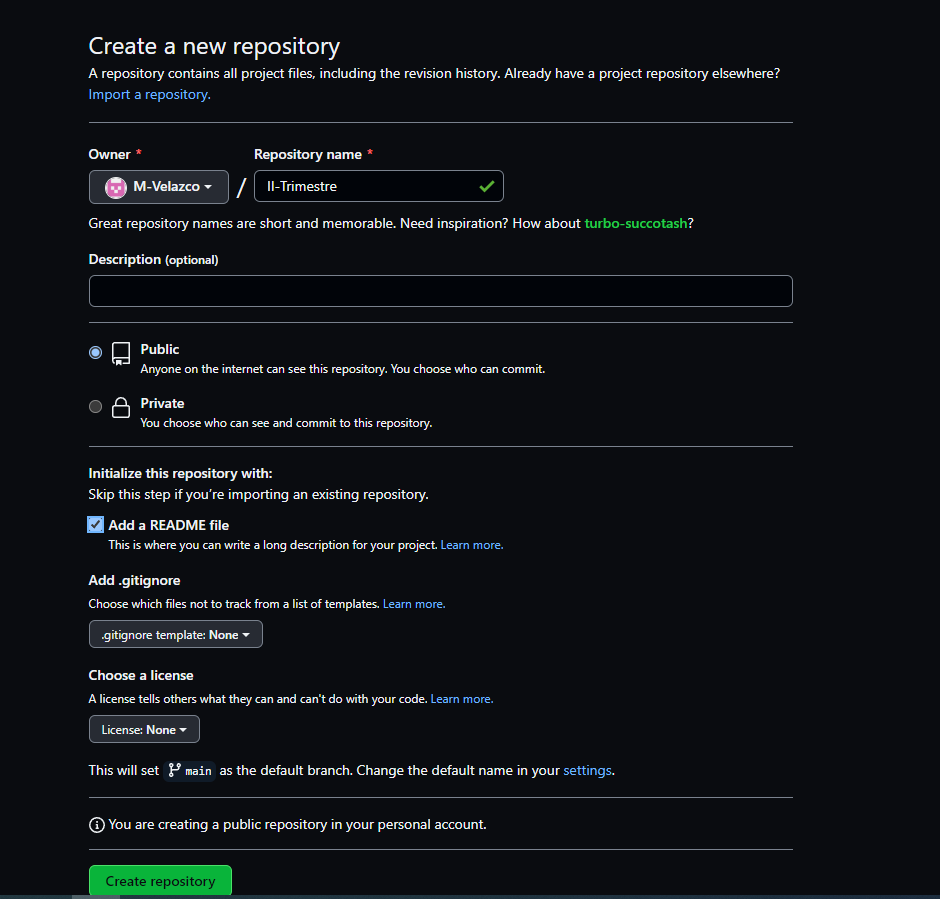 Create a new repository
A repository contains all project files, including the revision history. Already have a project repository elsewhere?
Import a repository.
Owner * Repository name *
M-Velazco / II-Trimestre
Great repository names are short and memorable. Need inspiration? How about turbo-succotash?
Description (optional)
Public
Anyone on the internet can see this repository. You choose who can commit.
Private
You choose who can see and commit to this repository.
Initialize this repository with:
Skip this step if you're importing an existing repository.
Add a README file
This is where you can write a long description for your project. Learn more.
Add .gitignore
Choose which files not to track from a list of templates. Learn more.
.gitignore template: None
Choose a license
A license tells others what they can and can't do with your code. Learn more.
License: None
This will set main as the default branch. Change the default name in your settings.
You are creating a public repository in your personal account.
Create repository